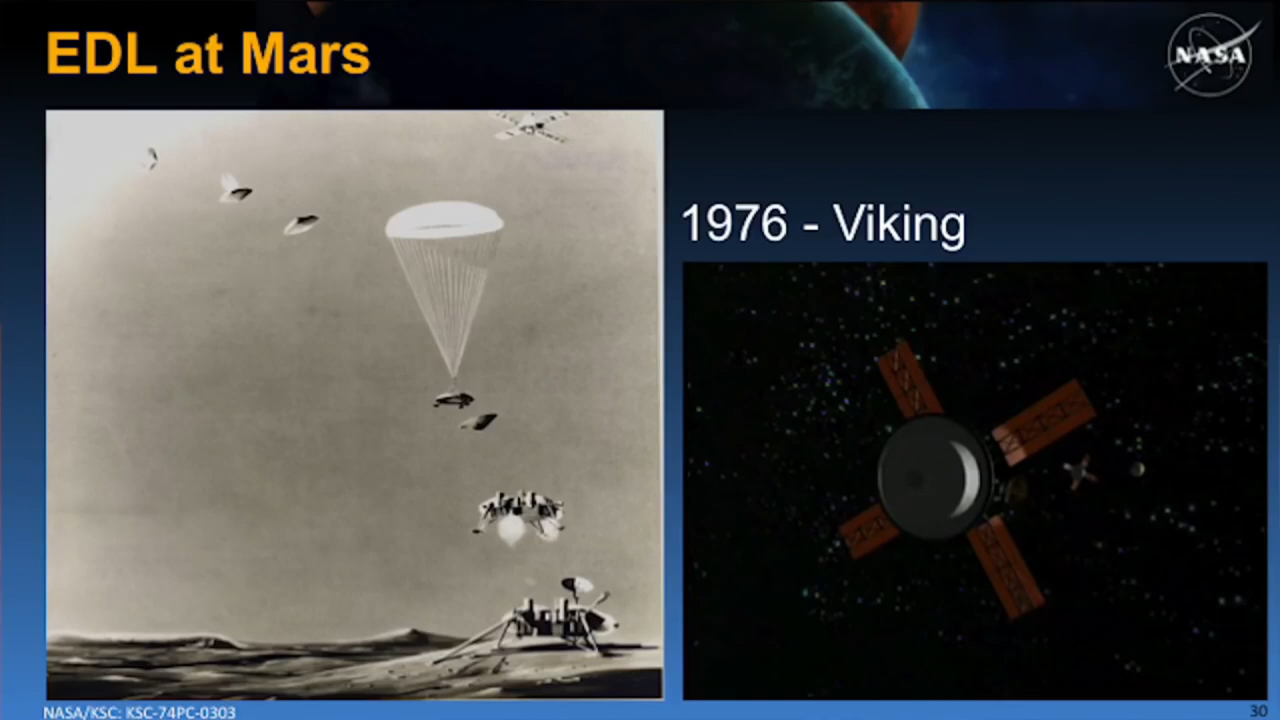 EDL at Mars
NASA
1976 - Viking
NASA/KSC: KSC-74PC-0303
30